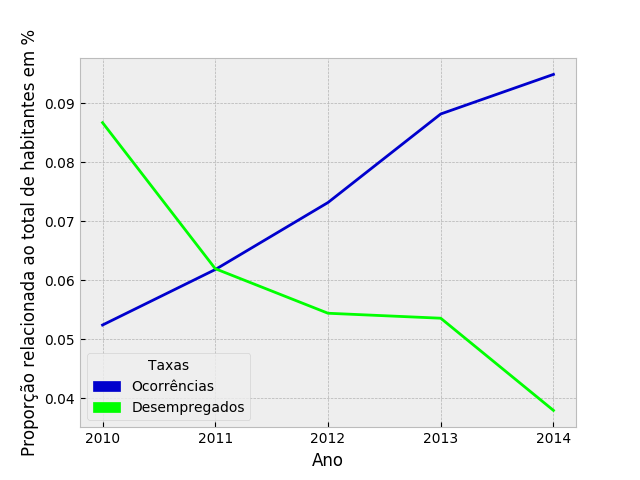 Proporção relacionada ao total de habitantes em %
0.09
0.08
0.07
0.06
0.05
0.04
Taxas
Ocorrências
Desempregados
2010 2011 2012 2013 2014
Ano